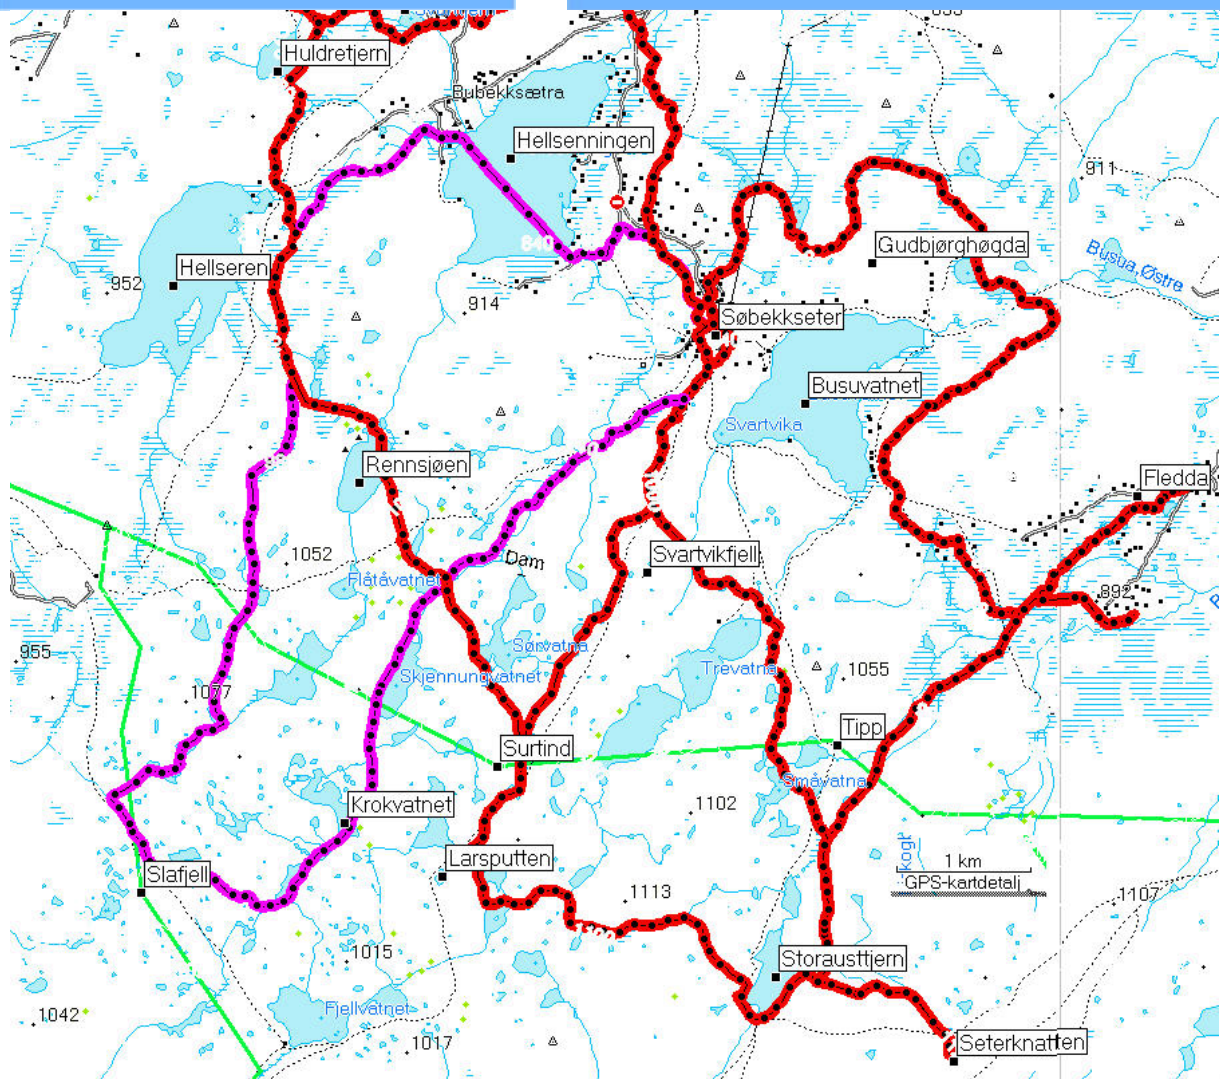 Huldretjern
Bubekksætra
Hellsenningen
911
840
Gudbjørghøgda
Busua,Østre
Hellseren
952
914
Søbekkseter
Busuvatnet
Svartvika
Rennsjøen
Fledda
1052
Dam
Svartvikfjell
Flåtåvatnet
892
955
Sørvatna
Trevatna
1055
Skjennungvatnet
1077
Tipp
Surtind
Småvatna
Krokvatnet
1102
Larsputten
1 km
GPS-kartdetalj
Slafjell
1113
1107
1015
Storausttjern
Fjellvatnet
1042
1017
Seterknatten